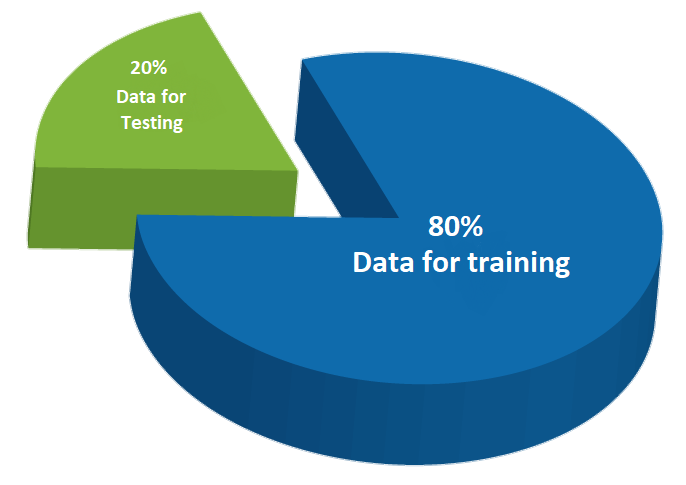 20%
Data for
Testing
80%
Data for training